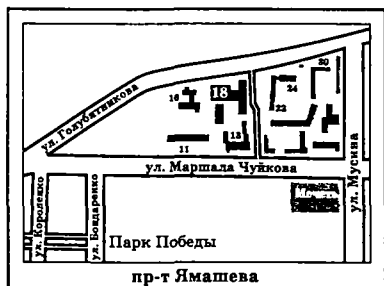 30
24
18
16
22
ул. Голубятникова
13
11
ул. Маршала Чуйкова
ул. Мусина
ул. Короленко
ул. Бондаренко
Парк Победы
пр-т Ямашева